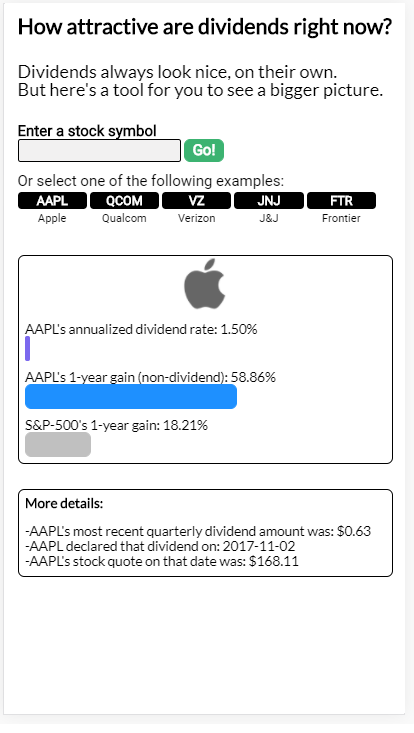 How attractive are dividends right now?
Dividends always look nice, on their own.
But here's a tool for you to see a bigger picture.
Enter a stock symbol
Go!
Or select one of the following examples:
AAPL QCOM VZ JNJ FTR
Apple Qualcom Verizon J&J Frontier
AAPL's annualized dividend rate: 1.50%
AAPL's 1-year gain (non-dividend): 58.86%
S&P-500's 1-year gain: 18.21%
More details:
-AAPL's most recent quarterly dividend amount was: $0.63
-AAPL declared that dividend on: 2017-11-02
-AAPL's stock quote on that date was: $168.11